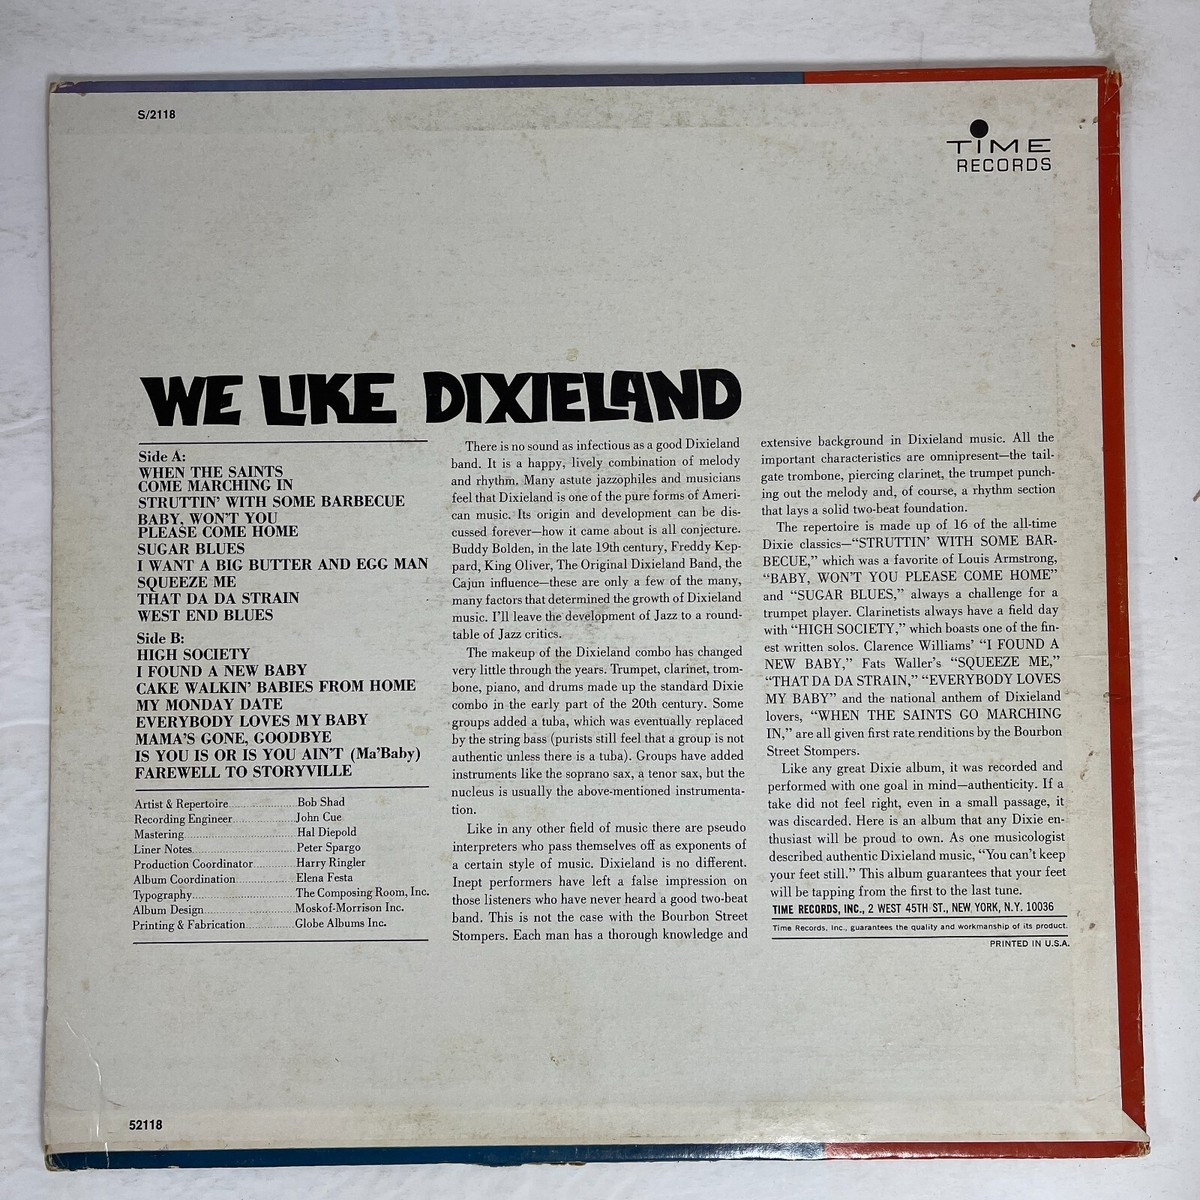 S/2118
TIME
RECORDS
WE LIKE DIXIELAND
Side A:
WHEN THE SAINTS
COME MARCHING IN
STRUTTIN' WITH SOME BARBECUE
BABY, WON'T YOU
PLEASE COME HOME
SUGAR BLUES
I WANT A BIG BUTTER AND EGG MAN
SQUEEZE ME
THAT DA DA STRAIN
WEST END BLUES
Side B:
HIGH SOCIETY
I FOUND A NEW BABY
CAKE WALKIN' BABIES FROM HOME
MY MONDAY DATE
EVERYBODY LOVES MY BABY
MAMA'S GONE, GOODBYE
IS YOU IS OR IS YOU AIN'T (Ma'Baby)
FAREWELL TO STORYVILLE
Artist & Repertoire......................Bob Shad
Recording Engineer.....................John Cue
Mastering.....................................Hal Diepold
Liner Notes...................................Peter Spargo
Production Coordinator.............Harry Ringler
Album Coordination...................Elena Festa
Typography..................................The Composing Room, Inc.
Album Design..............................Moskof-Morrison Inc.
Printing & Fabrication................Globe Albums Inc.
There is no sound as infectious as a good Dixieland
band. It is a happy, lively combination of melody
and rhythm. Many astute jazzophiles and musicians
feel that Dixieland is one of the pure forms of Ameri-
can music. Its origin and development can be dis-
cussed forever—how it came about is all conjecture.
Buddy Bolden, in the late 19th century, Freddy Kep-
pard, King Oliver, The Original Dixieland Band, the
Cajun influence—these are only a few of the many,
many factors that determined the growth of Dixieland
music. I'll leave the development of Jazz to a round-
table of Jazz critics.
The makeup of the Dixieland combo has changed
very little through the years. Trumpet, clarinet, trom-
bone, piano, and drums made up the standard Dixie
combo in the early part of the 20th century. Some
groups added a tuba, which was eventually replaced
by the string bass (purists still feel that a group is not
authentic unless there is a tuba). Groups have added
instruments like the soprano sax, a tenor sax, but the
nucleus is usually the above-mentioned instrumenta-
tion.
Like in any other field of music there are pseudo
interpreters who pass themselves off as exponents of
a certain style of music. Dixieland is no different.
Inept performers have left a false impression on
those listeners who have never heard a good two-beat
band. This is not the case with the Bourbon Street
Stompers. Each man has a thorough knowledge and
extensive background in Dixieland music. All the
important characteristics are omnipresent—the tail-
gate trombone, piercing clarinet, the trumpet punch-
ing out the melody and, of course, a rhythm section
that lays a solid two-beat foundation.
The repertoire is made up of 16 of the all-time
Dixie classics—"STRUTTIN' WITH SOME BAR-
BECUE," which was a favorite of Louis Armstrong,
"BABY, WON'T YOU PLEASE COME HOME"
and "SUGAR BLUES," always a challenge for a
trumpet player. Clarinetists always have a field day
with "HIGH SOCIETY," which boasts one of the fin-
est written solos. Clarence Williams' "I FOUND A
NEW BABY," Fats Waller's "SQUEEZE ME,"
"THAT DA DA STRAIN," "EVERYBODY LOVES
MY BABY" and the national anthem of Dixieland
lovers, "WHEN THE SAINTS GO MARCHING
IN," are all given first rate renditions by the Bourbon
Street Stompers.
Like any great Dixie album, it was recorded and
performed with one goal in mind—authenticity. If a
take did not feel right, even in a small passage, it
was discarded. Here is an album that any Dixie en-
thusiast will be proud to own. As one musicologist
described authentic Dixieland music, "You can't keep
your feet still." This album guarantees that your feet
will be tapping from the first to the last tune.
TIME RECORDS, INC., 2 WEST 45TH ST., NEW YORK, N.Y. 10036
Time Records, Inc., guarantees the quality and workmanship of its product.
PRINTED IN U.S.A.
52118